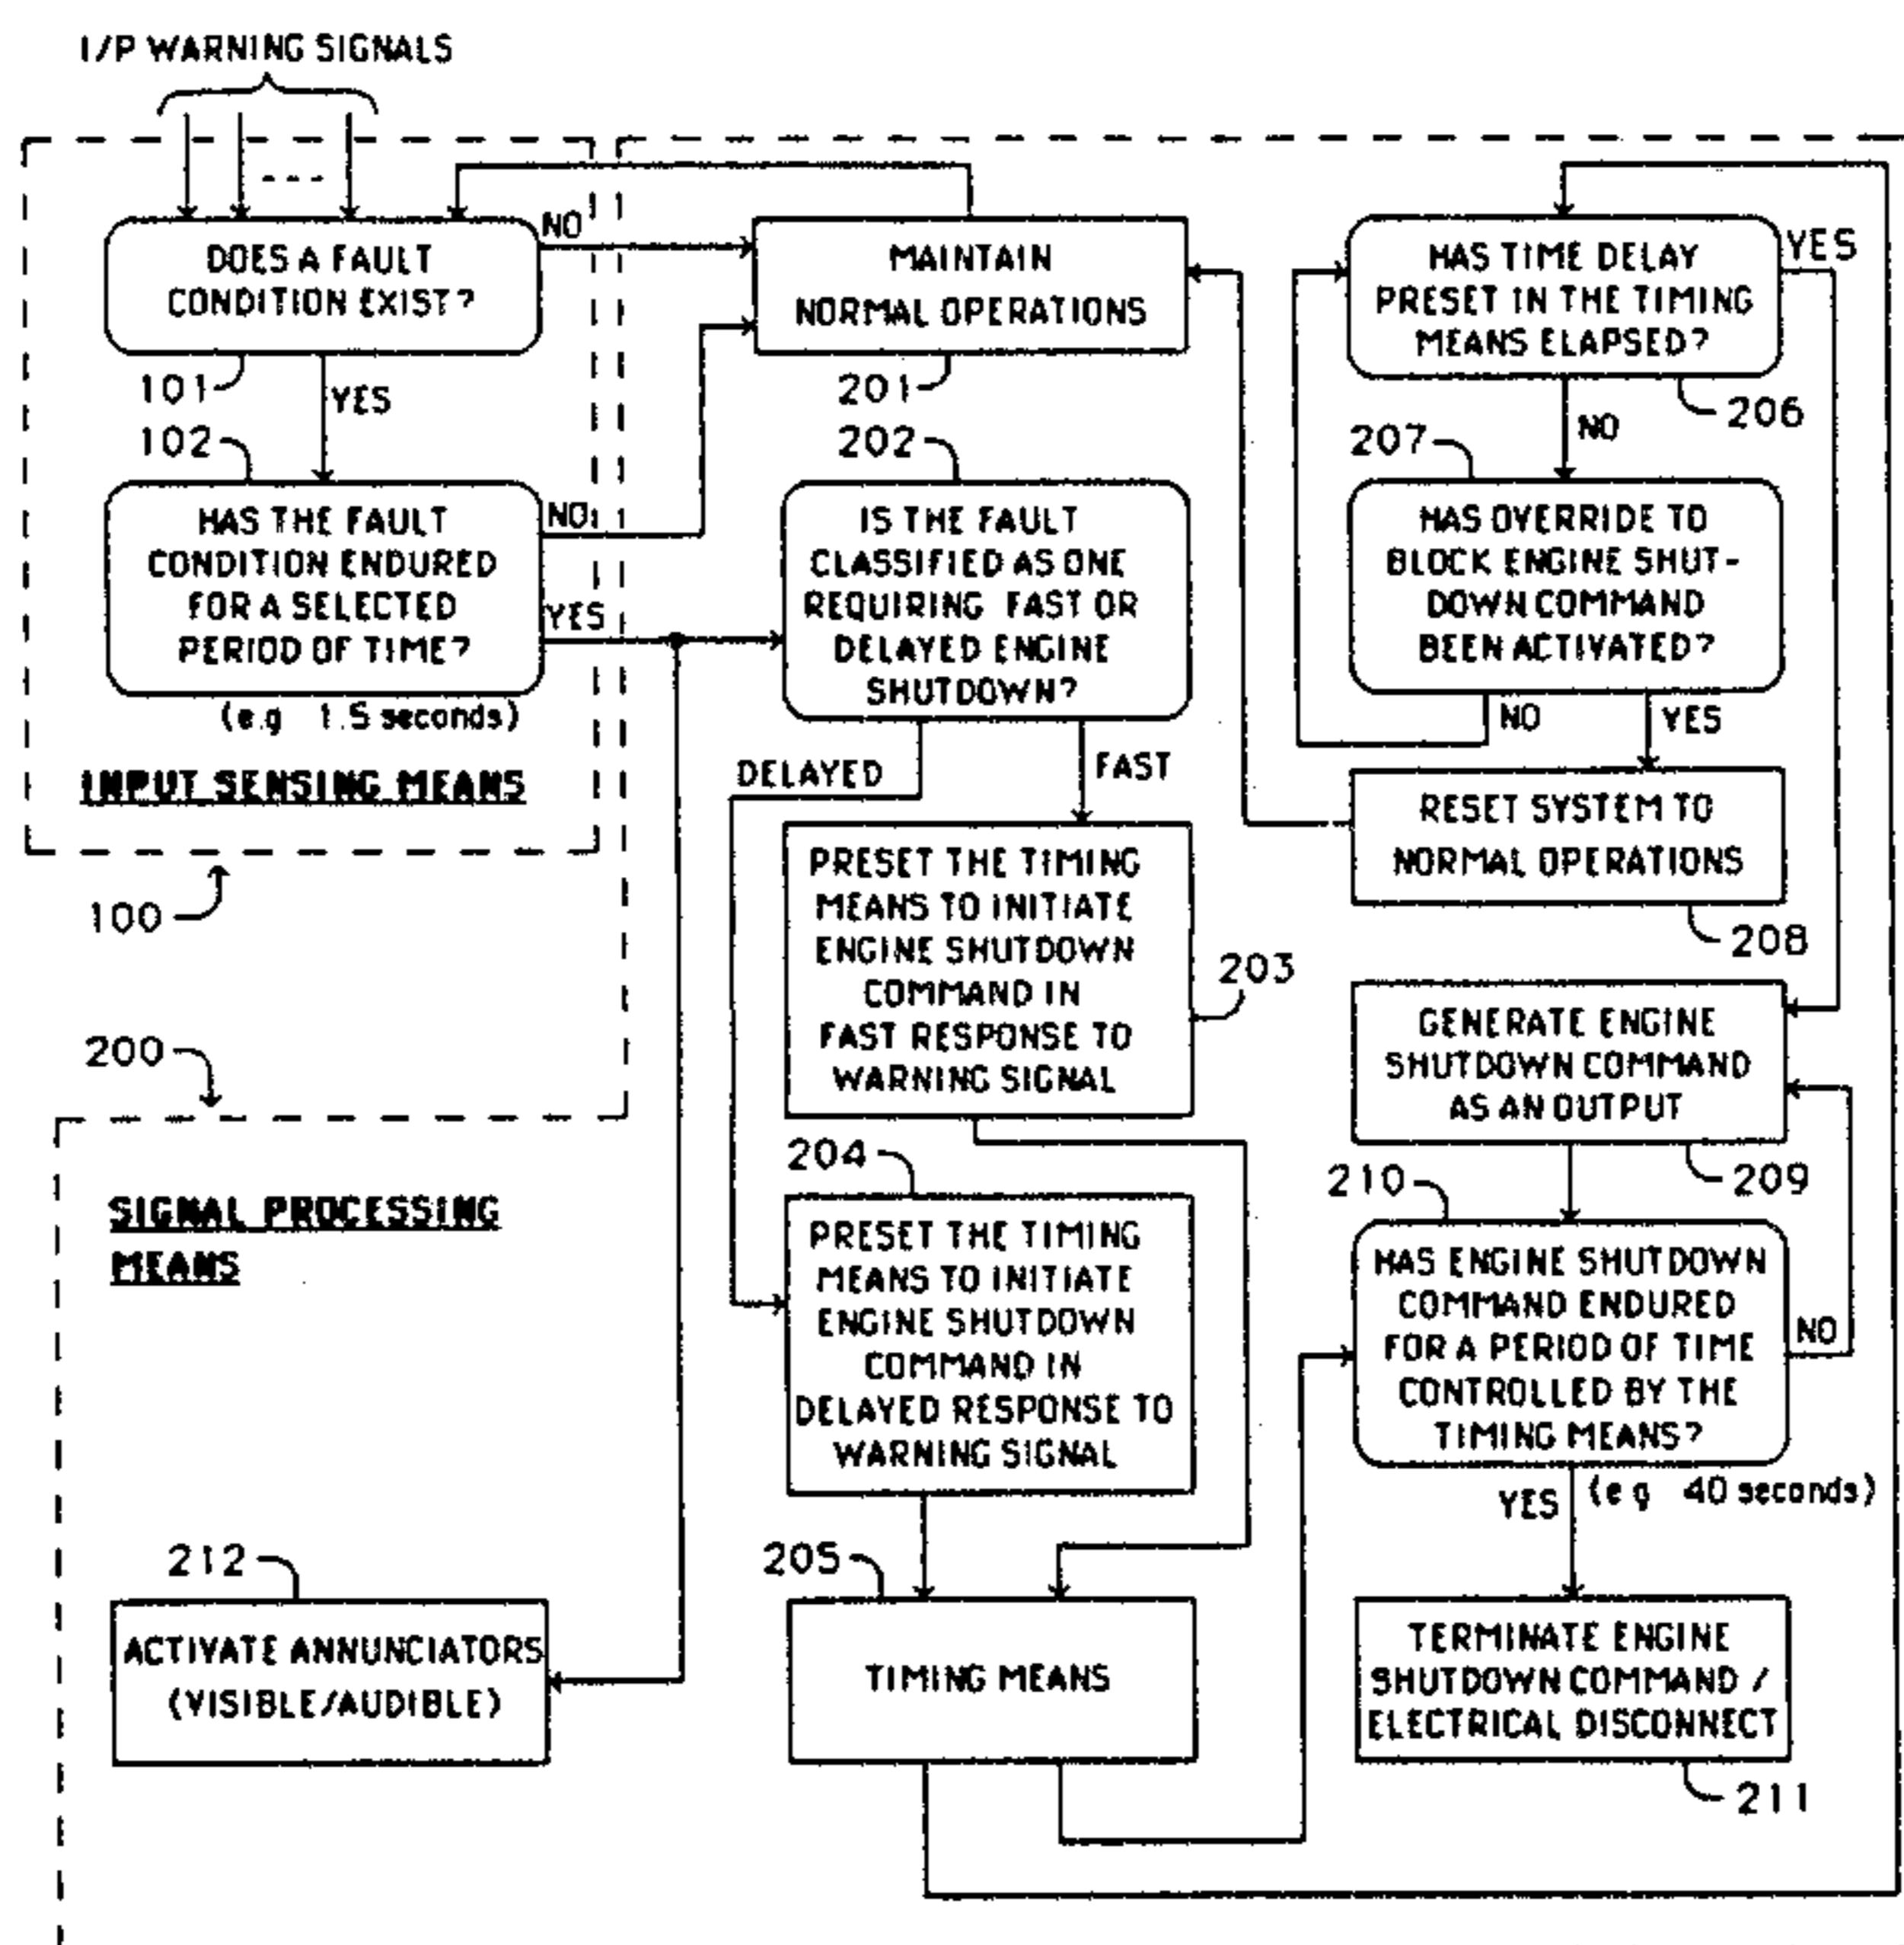 I/P WARNING SIGNALS
DOES A FAULT
CONDITION EXIST?
NO
101
YES
102
HAS THE FAULT
CONDITION ENDURED
FOR A SELECTED
PERIOD OF TIME?
NO
YES
(e.g 1.5 seconds)
INPUT SENSING MEANS
100
200
SIGNAL PROCESSING
MEANS
212
ACTIVATE ANNUNCIATORS
(VISIBLE/AUDIBLE)
MAINTAIN
NORMAL OPERATIONS
201
202
IS THE FAULT
CLASSIFIED AS ONE
REQUIRING FAST OR
DELAYED ENGINE
SHUTDOWN?
DELAYED
FAST
PRESET THE TIMING
MEANS TO INITIATE
ENGINE SHUTDOWN
COMMAND IN
FAST RESPONSE TO
WARNING SIGNAL
203
204
PRESET THE TIMING
MEANS TO INITIATE
ENGINE SHUTDOWN
COMMAND IN
DELAYED RESPONSE TO
WARNING SIGNAL
205
TIMING MEANS
HAS TIME DELAY
PRESET IN THE TIMING
MEANS ELAPSED?
YES
206
NO
207
HAS OVERRIDE TO
BLOCK ENGINE SHUT-
DOWN COMMAND
BEEN ACTIVATED?
NO
YES
RESET SYSTEM TO
NORMAL OPERATIONS
208
GENERATE ENGINE
SHUTDOWN COMMAND
AS AN OUTPUT
209
210
HAS ENGINE SHUTDOWN
COMMAND ENDURED
FOR A PERIOD OF TIME
CONTROLLED BY THE
TIMING MEANS?
NO
YES
(e g 40 seconds)
TERMINATE ENGINE
SHUTDOWN COMMAND /
ELECTRICAL DISCONNECT
211